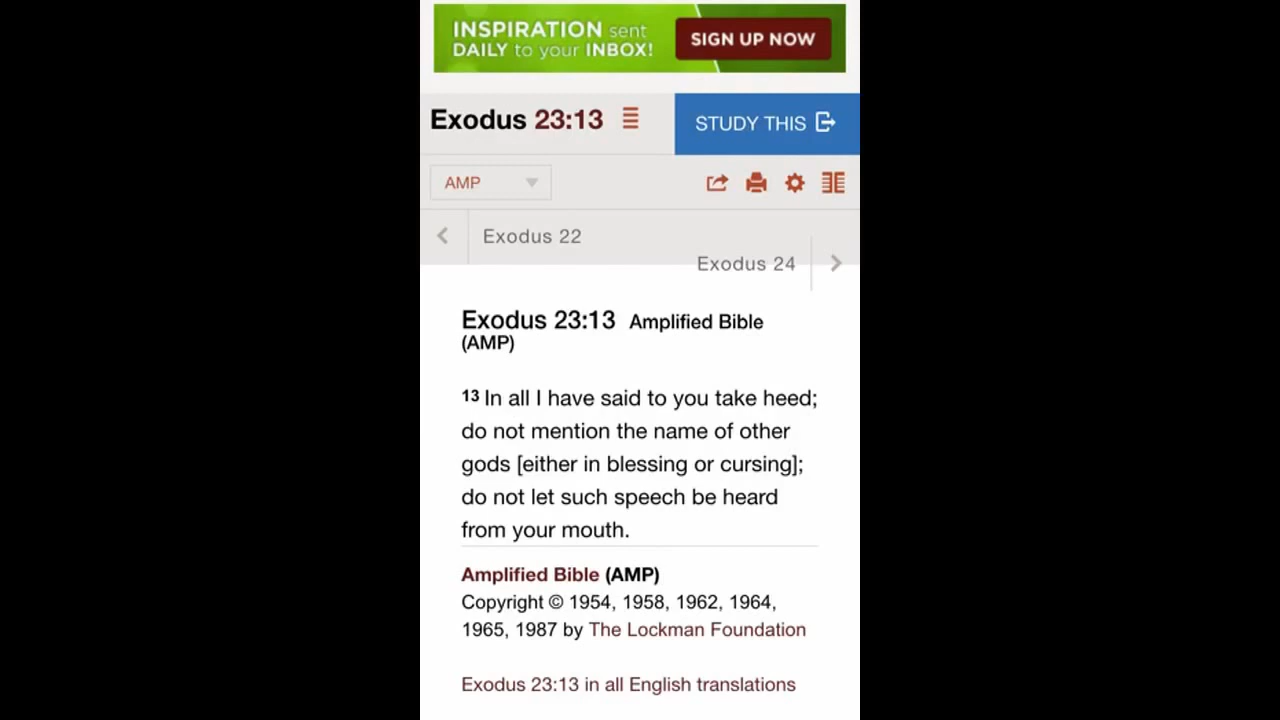 INSPIRATION sent
DAILY to your INBOX!
SIGN UP NOW
Exodus 23:13
STUDY THIS
AMP
Exodus 22
Exodus 24
Exodus 23:13 Amplified Bible
(AMP)
13 In all I have said to you take heed;
do not mention the name of other
gods [either in blessing or cursing];
do not let such speech be heard
from your mouth.
Amplified Bible (AMP)
Copyright © 1954, 1958, 1962, 1964,
1965, 1987 by The Lockman Foundation
Exodus 23:13 in all English translations